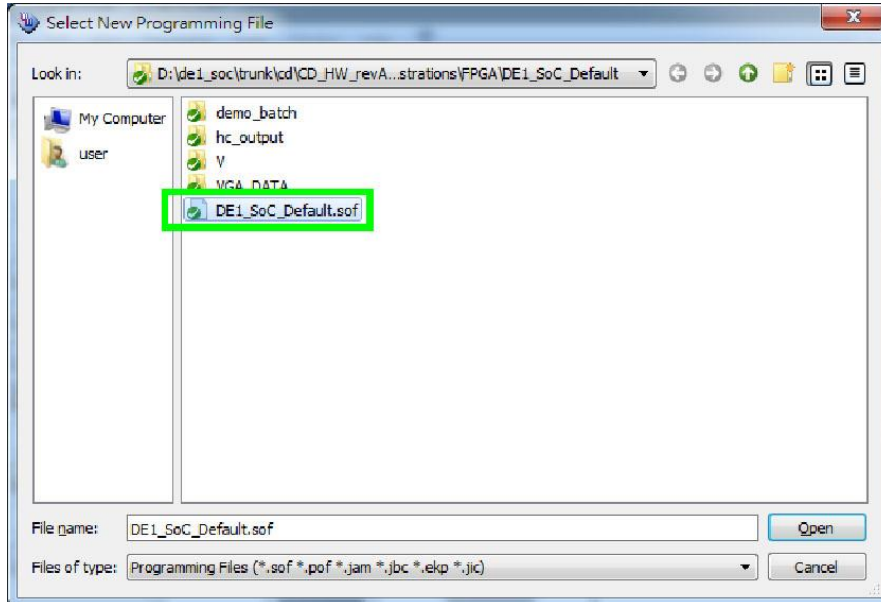 Select New Programming File
Look in: D:\de1_soc\trunk\cd\CD_HW_revA...strations\FPGA\DE1_SoC_Default
My Computer
user
demo_batch
hc_output
V
VGA_DATA
DE1_SoC_Default.sof
File name: DE1_SoC_Default.sof Open
Files of type: Programming Files (*.sof *.pof *.jam *.jbc *.ekp *.jic) Cancel